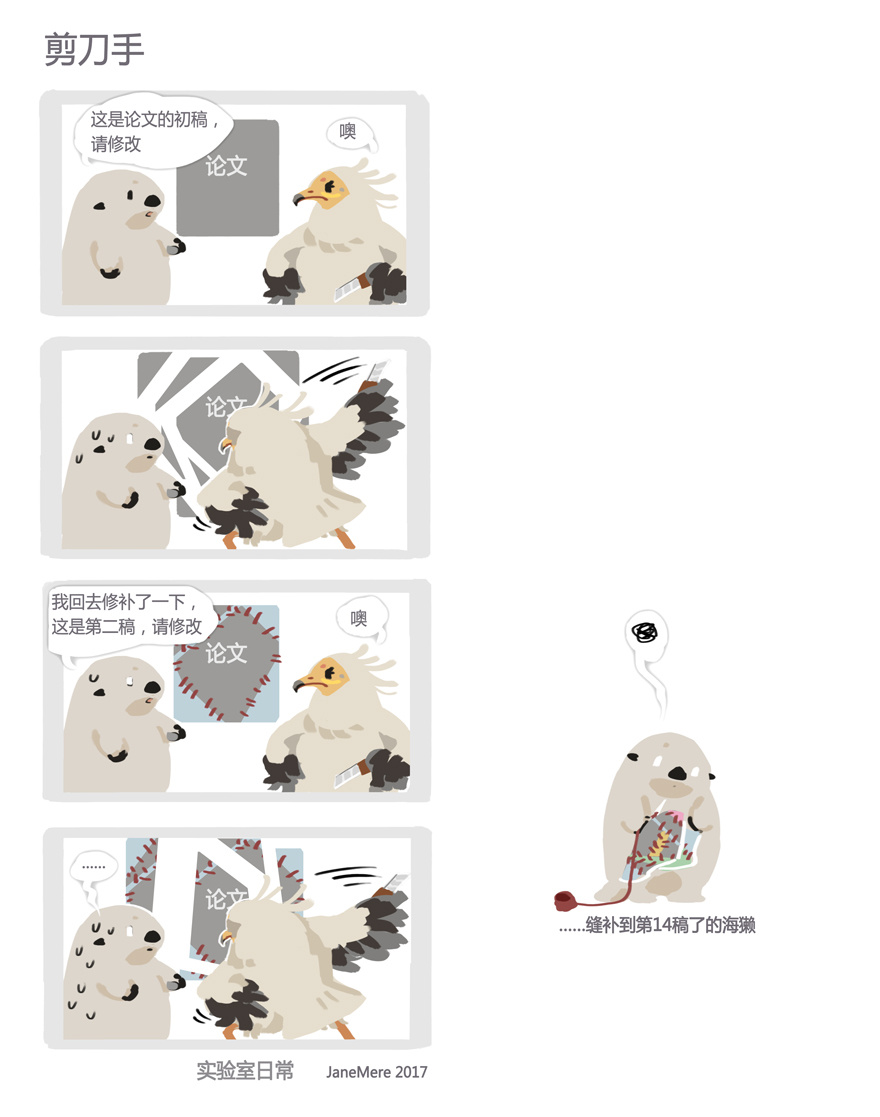 剪刀手
这是论文的初稿，
请修改
论文
噢
论文
我回去修补了一下，
这是第二稿，请修改
论文
噢
……
论文
……缝补到第14稿了的海獭
实验室日常 JaneMere 2017